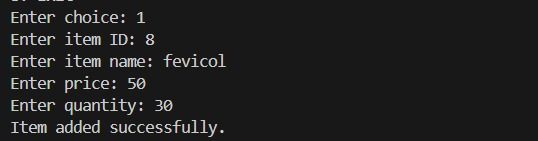 Enter choice: 1
Enter item ID: 8
Enter item name: fevicol
Enter price: 50
Enter quantity: 30
Item added successfully.